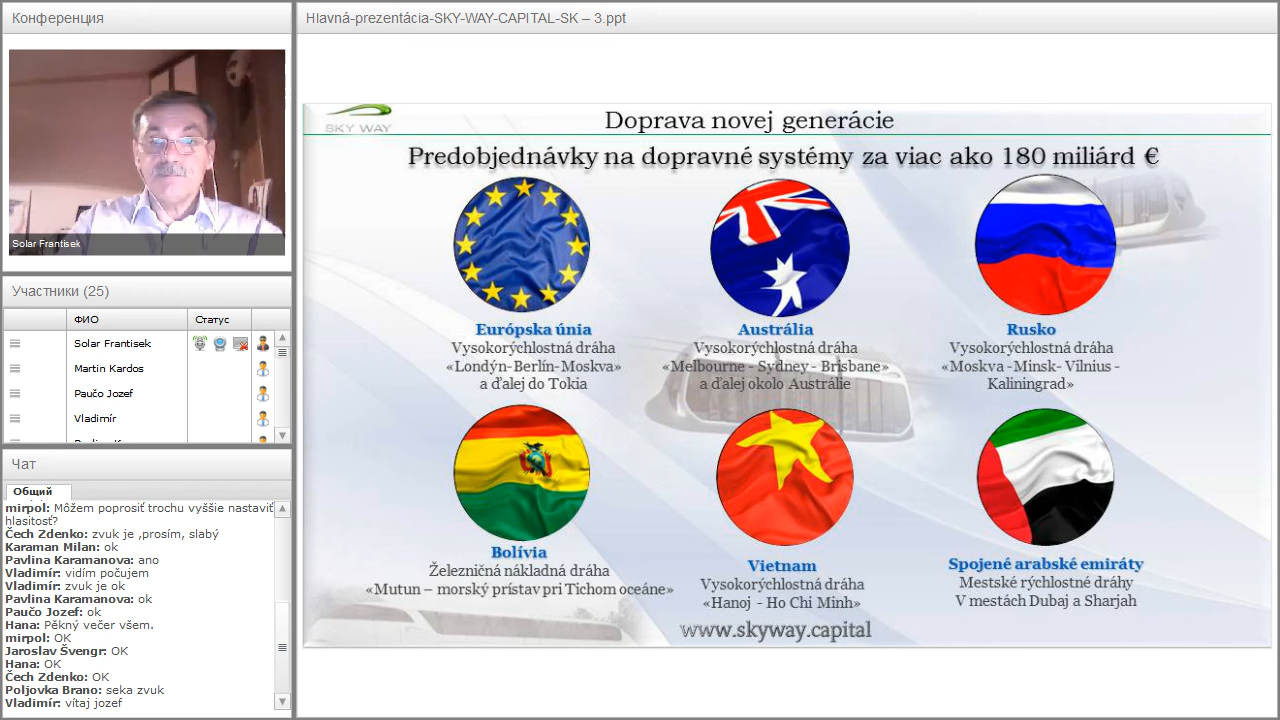 Конференция
Solar Frantisek
Участники (25)
ФИО
Статус
Solar Frantisek
Martin Kardos
Paučo Jozef
Vladimír
Чат
Общий
mirpol: Môžem poprosiť trochu vyššie nastaviť
hlasitosť?
Čech Zdenko: zvuk je ,prosím, slabý
Karaman Milan: ok
Pavlina Karamanova: ano
Vladimír: vidím počujem
Vladimír: zvuk je ok
Pavlina Karamanova: ok
Paučo Jozef: ok
Hana: Pěkný večer všem.
mirpol: OK
Jaroslav Švengr: OK
Hana: OK
Čech Zdenko: OK
Poljovka Brano: seka zvuk
Vladimír: vítaj jozef
Hlavná-prezentácia-SKY-WAY-CAPITAL-SK – 3.ppt
SKY WAY
Doprava novej generácie
Predobjednávky na dopravné systémy za viac ako 180 miliárd €
Európska únia
Vysokorýchlostná dráha
«Londýn- Berlín- Moskva»
a ďalej do Tokia
Austrália
Vysokorýchlostná dráha
«Melbourne - Sydney - Brisbane»
a ďalej okolo Austrálie
Rusko
Vysokorýchlostná dráha
«Moskva -Minsk- Vilnius -
Kaliningrad»
Bolívia
Železničná nákladná dráha
«Mutun – morský prístav pri Tichom oceáne»
Vietnam
Vysokorýchlostná dráha
«Hanoj - Ho Chi Minh»
Spojené arabské emiráty
Mestské rýchlostné dráhy
V mestách Dubaj a Sharjah
www.skyway.capital